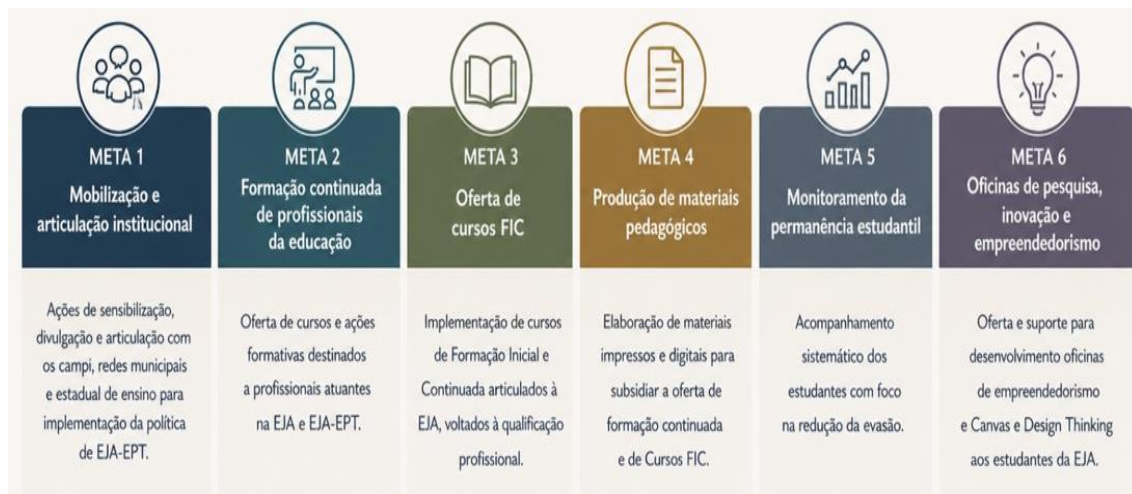 META 1
Mobilização e
articulação institucional
Ações de sensibilização,
divulgação e articulação com
os campi, redes municipais
e estadual de ensino para
implementação da política
de EJA-EPT.
META 2
Formação continuada
de profissionais
da educação
Oferta de cursos e ações
formativas destinados
a profissionais atuantes
na EJA e EJA-EPT.
META 3
Oferta de
cursos FIC
Implementação de cursos
de Formação Inicial e
Continuada articulados à
EJA, voltados à qualificação
profissional.
META 4
Produção de materiais
pedagógicos
Elaboração de materiais
impressos e digitais para
subsidiar a oferta de
formação continuada
e de Cursos FIC.
META 5
Monitoramento da
permanência estudantil
Acompanhamento
sistemático dos
estudantes com foco
na redução da evasão.
META 6
Oficinas de pesquisa,
inovação e
empreendedorismo
Oferta e suporte para
desenvolvimento oficinas
de empreendedorismo
e Canvas e Design Thinking
aos estudantes da EJA.